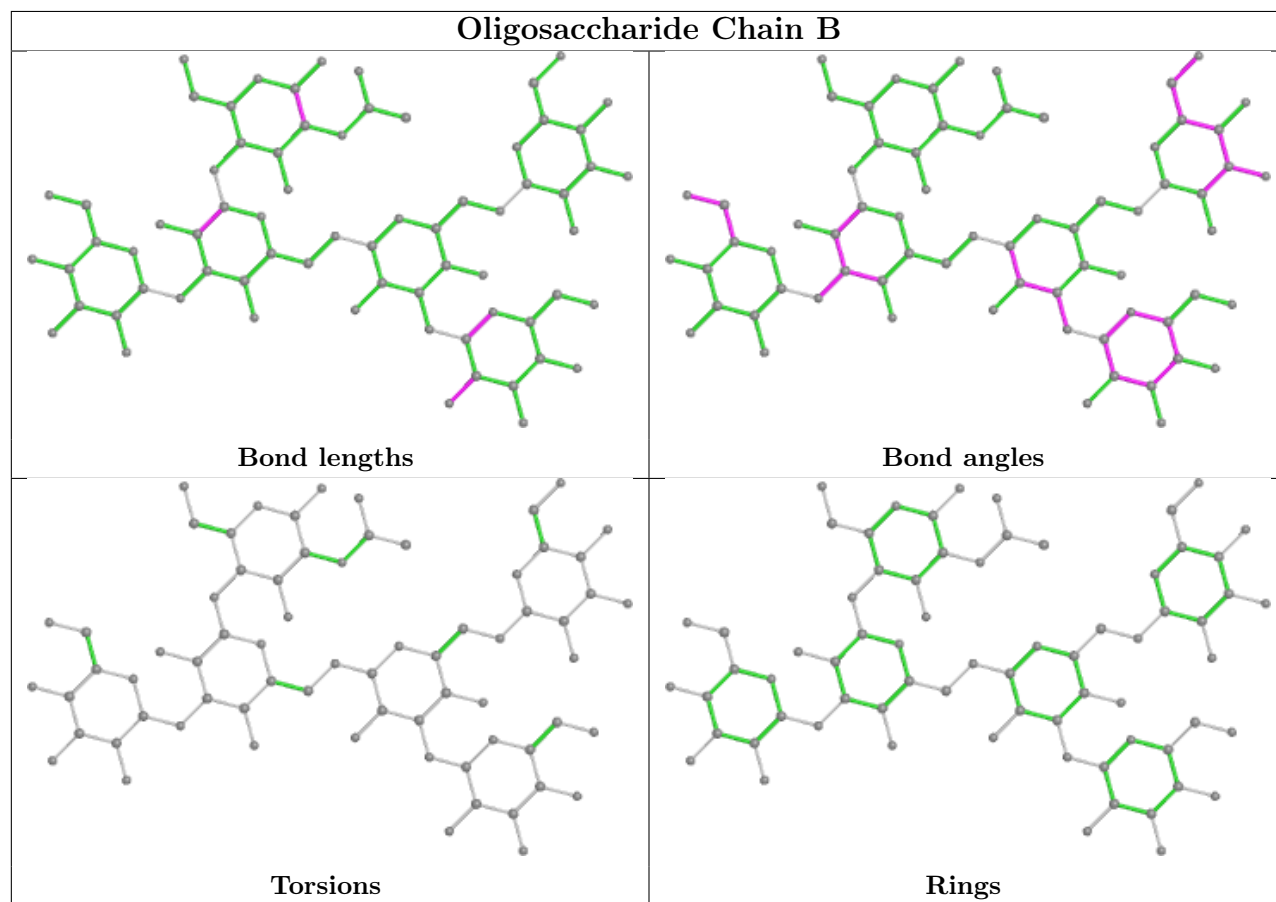 Oligosaccharide Chain B
Bond lengths
Bond angles
Torsions
Rings